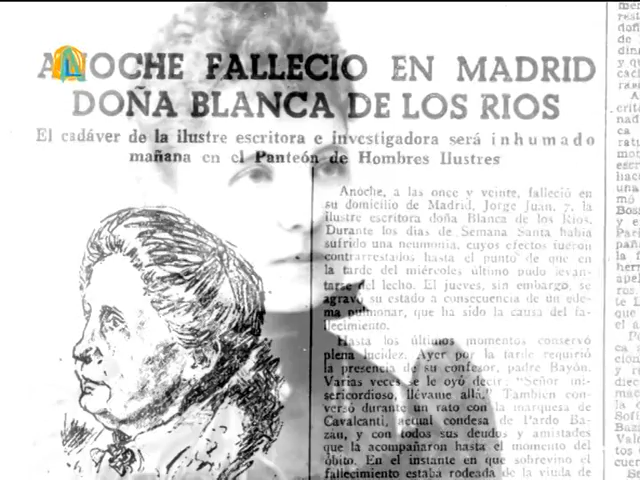 ANOCHE FALLECIO EN MADRID
DOÑA BLANCA DE LOS RIOS
El cadáver de la ilustre escritora e investigadora será inhumado
mañana en el Panteón de Hombres Ilustres
Anoche, a las once y veinte, falleció en
su domicilio de Madrid, Jorge Juan, 7, la
ilustre escritora doña Blanca de los Ríos.
Durante los días de Semana Santa había
sufrido una neumonía, cuyos efectos fueron
contrarrestados hasta el punto de que en
la tarde del miércoles último pudo levan-
tarse del lecho. El jueves, sin embargo, se
agravó su estado a consecuencia de un ede-
ma pulmonar, que ha sido la causa del fa-
llecimiento.
Hasta los últimos momentos conservó
plena lucidez. Ayer por la tarde requirió
la presencia de su confesor, padre Bayón.
Varias veces se le oyó decir: "Señor mi-
sericordioso, llévame allá." También con-
versó durante un rato con la marquesa de
Cavalcanti, actual condesa de Pardo Ba-
zán, y con todos sus deudos y amistades
que la acompañaron hasta el momento del
óbito. En el instante en que sobrevino el
fallecimiento estaba rodeada de la viuda de